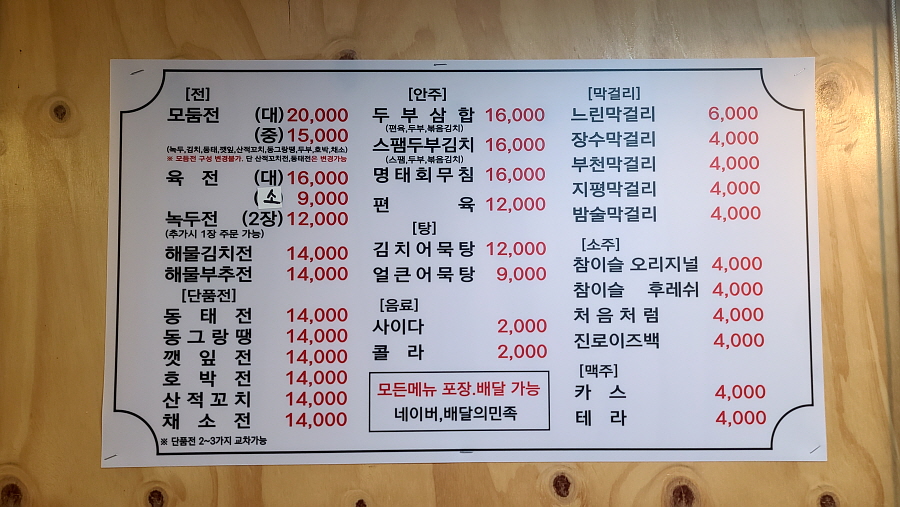 [전]
모둠전 (대) 20,000
(중) 15,000
(녹두,김치,동태,깻잎,산적꼬치,동그랑땡,두부,호박,채소)
※ 모둠전 구성 변경불가. 단 산적꼬치전,동태전은 변경가능
육 전 (대) 16,000
(소 9,000
녹두전 (2장) 12,000
(추가시 1장 주문 가능)
해물김치전 14,000
해물부추전 14,000
[단품전]
동 태 전 14,000
동그랑땡 14,000
깻 잎 전 14,000
호 박 전 14,000
산적꼬치 14,000
채 소 전 14,000
※ 단품전 2~3가지 교차가능
[안주]
두 부 삼 합 16,000
(편육,두부,볶음김치)
스팸두부김치 16,000
(스팸,두부,볶음김치)
명태회무침 16,000
편 육 12,000
[탕]
김치어묵탕 12,000
얼큰어묵탕 9,000
[음료]
사이다 2,000
콜 라 2,000
모든메뉴 포장.배달 가능
네이버,배달의민족
[막걸리]
느린막걸리 6,000
장수막걸리 4,000
부천막걸리 4,000
지평막걸리 4,000
밤술막걸리 4,000
[소주]
참이슬 오리지널 4,000
참이슬 후레쉬 4,000
처음처럼 4,000
진로이즈백 4,000
[맥주]
카 스 4,000
테 라 4,000